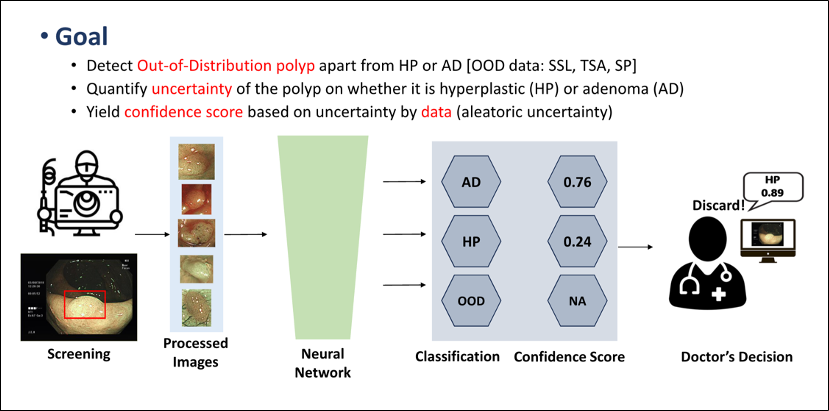 • Goal
• Detect Out-of-Distribution polyp apart from HP or AD [OOD data: SSL, TSA, SP]
• Quantify uncertainty of the polyp on whether it is hyperplastic (HP) or adenoma (AD)
• Yield confidence score based on uncertainty by data (aleatoric uncertainty)
AD
0.76
HP
0.24
OOD
NA
HP
0.89
Discard!
Screening
Processed
Images
Neural
Network
Classification
Confidence Score
Doctor's Decision